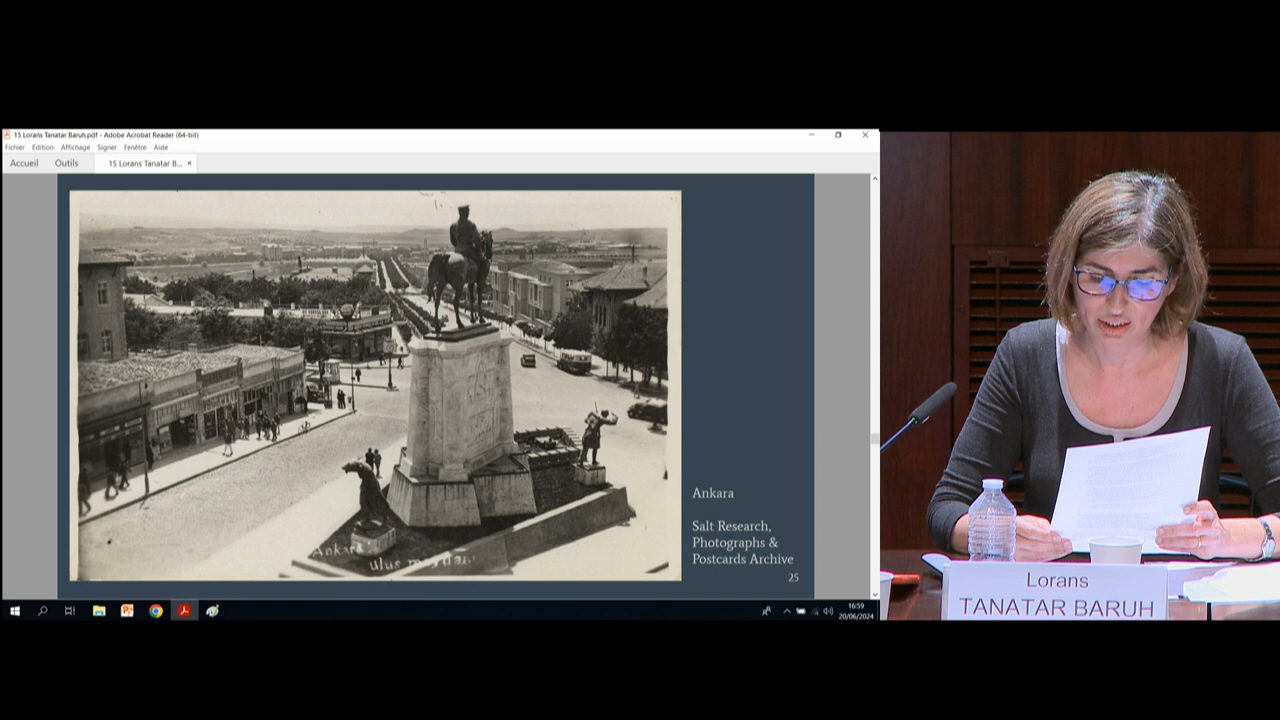 15 Lorans Tanatar Baruh.pdf - Adobe Acrobat Reader (64-bit)
Fichier Edition Affichage Signer Fenêtre Aide
Accueil Outils 15 Lorans Tanatar B...
Ankara
ulus
Ankara
Salt Research,
Photographs &
Postcards Archive
25
16:59
20/06/2024
Lorans
TANATAR BARUH